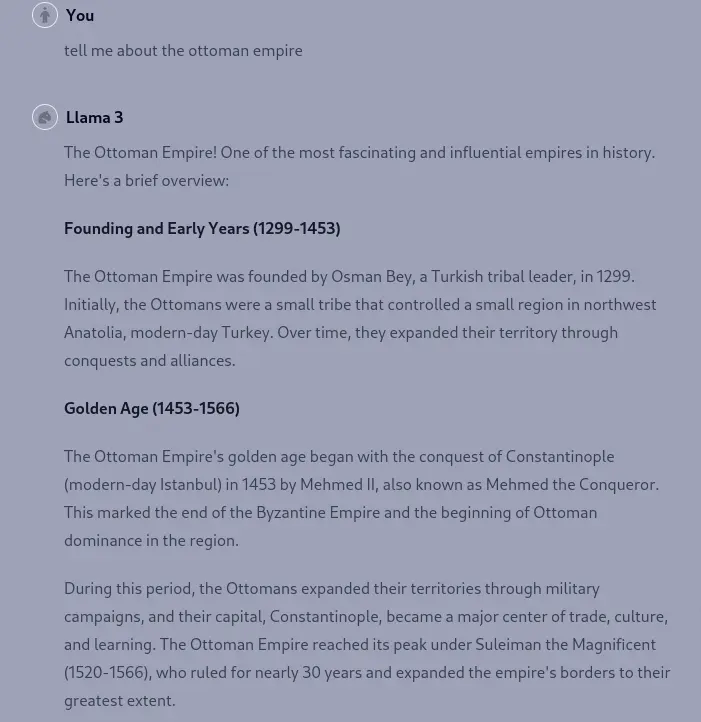 You
tell me about the ottoman empire
Llama 3
The Ottoman Empire! One of the most fascinating and influential empires in history.
Here's a brief overview:
Founding and Early Years (1299-1453)
The Ottoman Empire was founded by Osman Bey, a Turkish tribal leader, in 1299.
Initially, the Ottomans were a small tribe that controlled a small region in northwest
Anatolia, modern-day Turkey. Over time, they expanded their territory through
conquests and alliances.
Golden Age (1453-1566)
The Ottoman Empire's golden age began with the conquest of Constantinople
(modern-day Istanbul) in 1453 by Mehmed II, also known as Mehmed the Conqueror.
This marked the end of the Byzantine Empire and the beginning of Ottoman
dominance in the region.
During this period, the Ottomans expanded their territories through military
campaigns, and their capital, Constantinople, became a major center of trade, culture,
and learning. The Ottoman Empire reached its peak under Suleiman the Magnificent
(1520-1566), who ruled for nearly 30 years and expanded the empire's borders to their
greatest extent.